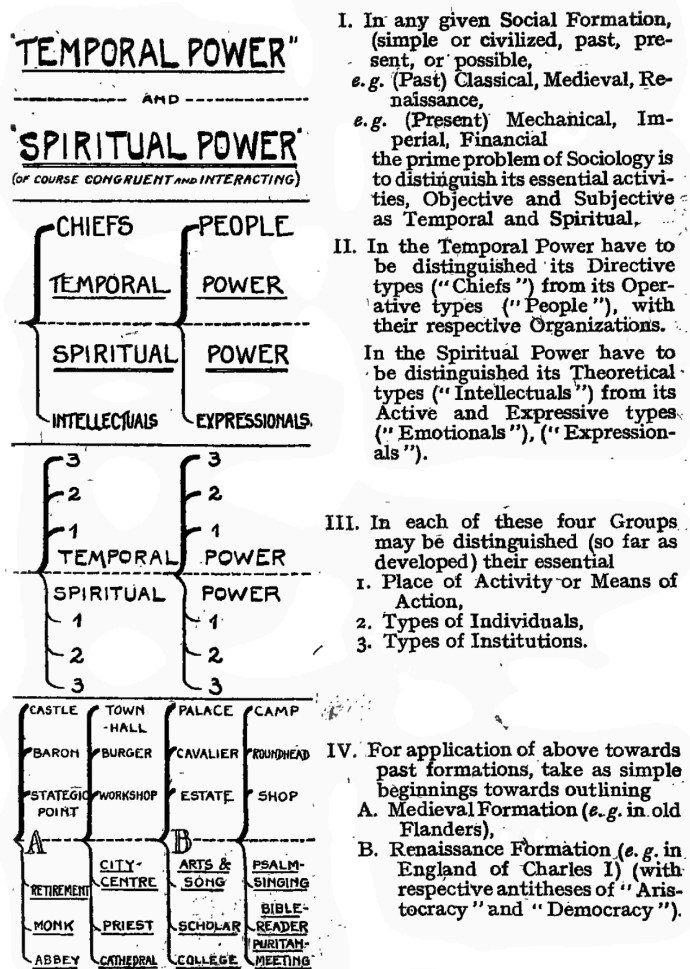 "TEMPORAL POWER"
AND
"SPIRITUAL POWER"
(OF COURSE CONGRUENT AND INTERACTING)
CHIEFS PEOPLE
TEMPORAL POWER
SPIRITUAL POWER
INTELLECTUALS EXPRESSIONALS.
3 3
2 2
1 1
TEMPORAL POWER
SPIRITUAL POWER
1 1
2 2
3 3
CASTLE TOWN-HALL PALACE CAMP
BARON BURGER CAVALIER ROUNDHEAD
STATEGIC POINT WORKSHOP ESTATE SHOP
A B
RETIREMENT CITY-CENTRE ARTS & SONG PSALM-SINGING
MONK PRIEST SCHOLAR BIBLE-READER
ABBEY CATHEDRAL COLLEGE PURITAN-MEETING
I. In any given Social Formation,
(simple or civilized, past, pre-
sent, or possible,
e.g. (Past) Classical, Medieval, Re-
naissance,
e.g. (Present) Mechanical, Im-
perial, Financial
the prime problem of Sociology is
to distinguish its essential activi-
ties, Objective and Subjective
as Temporal and Spiritual,
II. In the Temporal Power have to
be distinguished its Directive
types ("Chiefs") from its Oper-
ative types ("People"), with
their respective Organizations.
In the Spiritual Power have to
be distinguished its Theoretical
types ("Intellectuals") from its
Active and Expressive types
("Emotionals"), ("Expression-
als").
III. In each of these four Groups
may be distinguished (so far as
developed) their essential
1. Place of Activity or Means of
Action,
2. Types of Individuals,
3. Types of Institutions.
IV. For application of above towards
past formations, take as simple
beginnings towards outlining
A. Medieval Formation (e.g. in old
Flanders),
B. Renaissance Formation (e.g. in
England of Charles I) (with
respective antitheses of "Aris-
tocracy" and "Democracy").